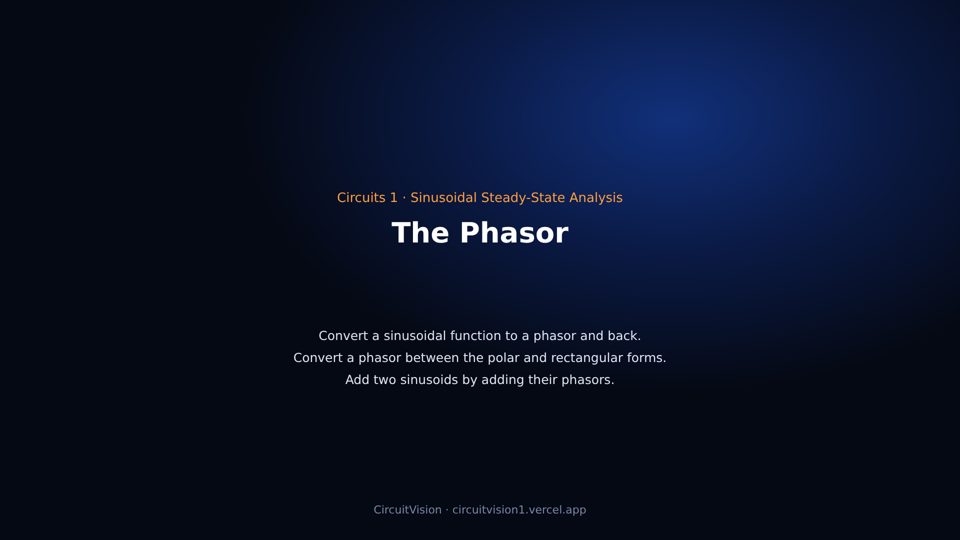 Circuits 1 · Sinusoidal Steady-State Analysis
The Phasor
Convert a sinusoidal function to a phasor and back.
Convert a phasor between the polar and rectangular forms.
Add two sinusoids by adding their phasors.
CircuitVision · circuitvision1.vercel.app